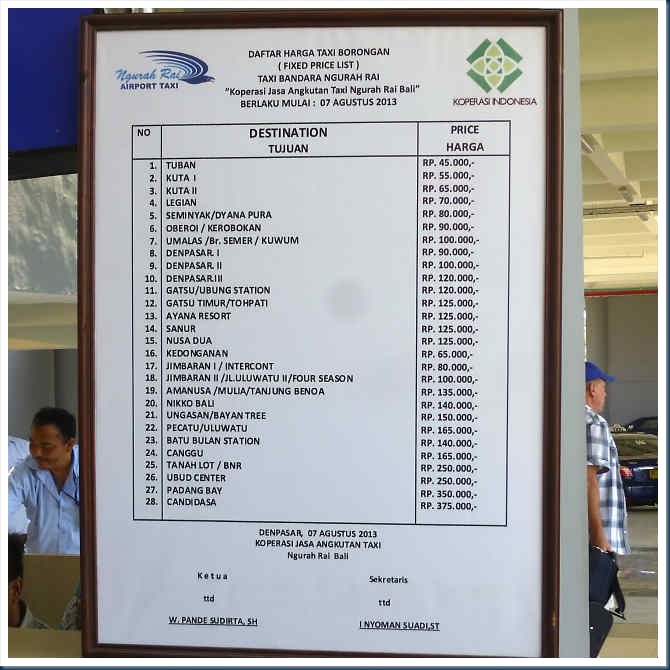 Ngurah Rai
AIRPORT TAXI
DAFTAR HARGA TAXI BORONGAN
( FIXED PRICE LIST )
TAXI BANDARA NGURAH RAI
"Koperasi Jasa Angkutan Taxi Ngurah Rai Bali"
BERLAKU MULAI : 07 AGUSTUS 2013
KOPERASI INDONESIA
NO DESTINATION PRICE
TUJUAN HARGA
1. TUBAN RP. 45.000,-
2. KUTA I RP. 55.000,-
3. KUTA II RP. 65.000,-
4. LEGIAN RP. 70.000,-
5. SEMINYAK/DYANA PURA RP. 80.000,-
6. OBEROI / KEROBOKAN RP. 90.000,-
7. UMALAS /Br. SEMER / KUWUM RP. 100.000,-
8. DENPASAR. I RP. 90.000,-
9. DENPASAR. II RP. 100.000,-
10. DENPASAR.III RP. 120.000,-
11. GATSU/UBUNG STATION RP. 120.000,-
12. GATSU TIMUR/TOHPATI RP. 125.000,-
13. AYANA RESORT RP. 125.000,-
14. SANUR RP. 125.000,-
15. NUSA DUA RP. 125.000,-
16. KEDONGANAN RP. 65.000,-
17. JIMBARAN I / INTERCONT RP. 80.000,-
18. JIMBARAN II /JL.ULUWATU II/FOUR SEASON RP. 100.000,-
19. AMANUSA /MULIA/TANJUNG BENOA RP. 135.000,-
20. NIKKO BALI RP. 140.000,-
21. UNGASAN/BAYAN TREE RP. 150.000,-
22. PECATU/ULUWATU RP. 165.000,-
23. BATU BULAN STATION RP. 140.000,-
24. CANGGU RP. 165.000,-
25. TANAH LOT / BNR RP. 250.000,-
26. UBUD CENTER RP. 250.000,-
27. PADANG BAY RP. 350.000,-
28. CANDIDASA RP. 375.000,-
DENPASAR, 07 AGUSTUS 2013
KOPERASI JASA ANGKUTAN TAXI
Ngurah Rai Bali
Ketua Sekretaris
ttd ttd
W. PANDE SUDIRTA, SH I NYOMAN SUADI,ST